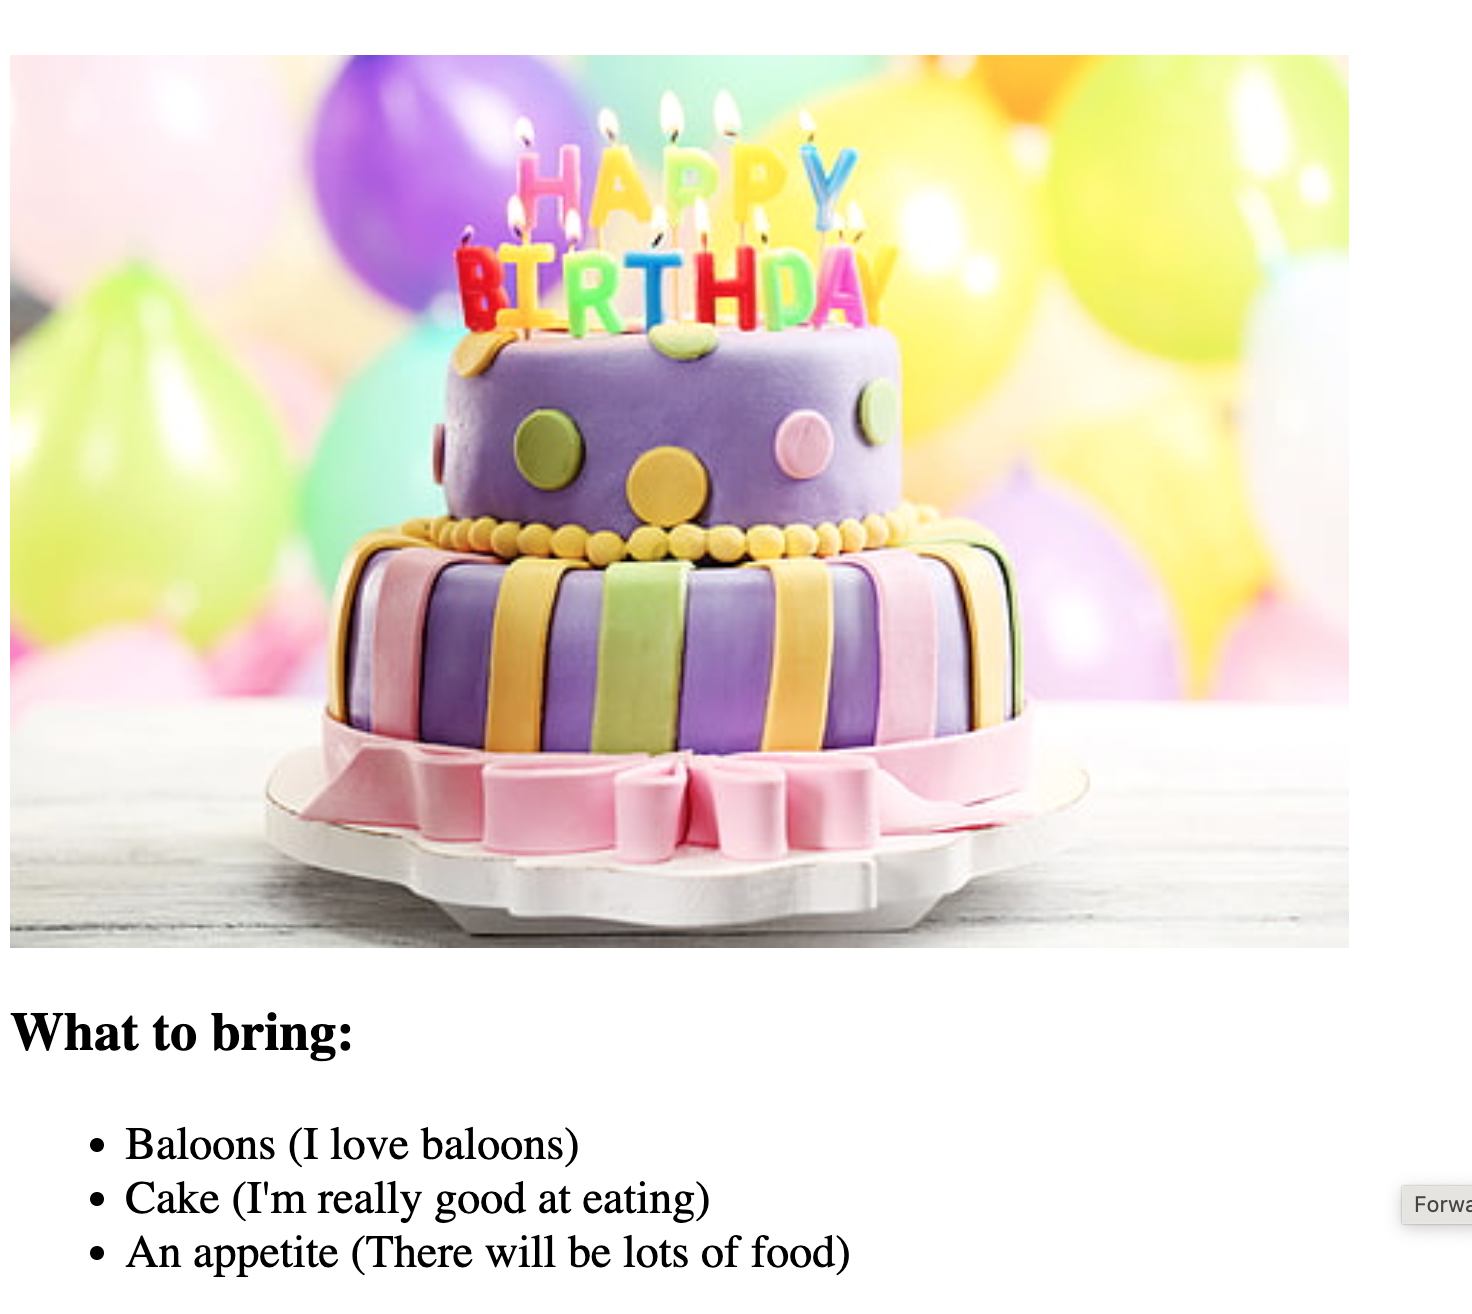 HAPPY
BIRTHDAY
What to bring:
Baloons (I love baloons)
Cake (I'm really good at eating)
An appetite (There will be lots of food)